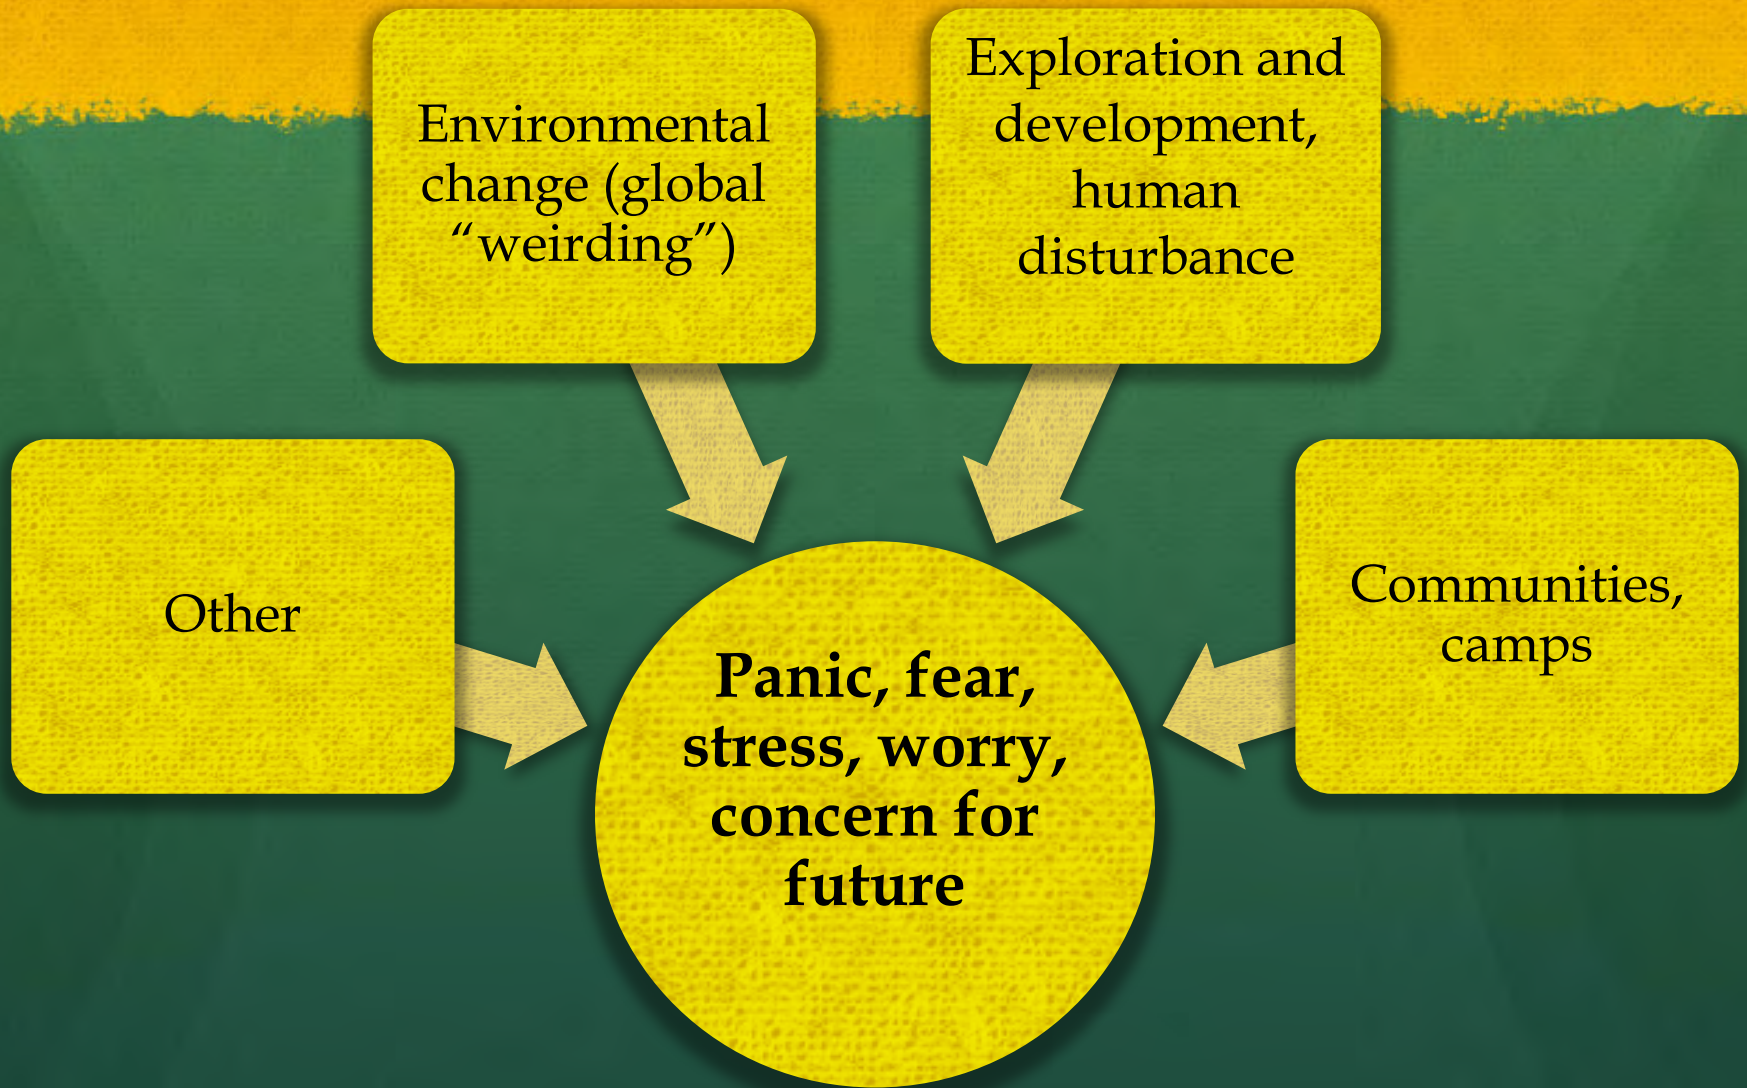 Environmental
change (global
“weirding”)
Exploration and
development,
human
disturbance
Other
Communities,
camps
Panic, fear,
stress, worry,
concern for
future